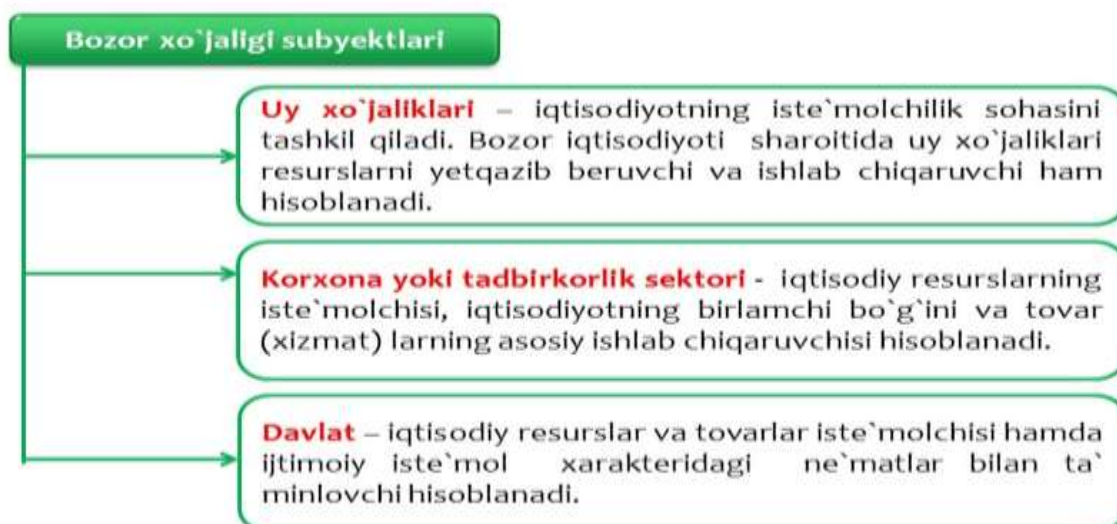 Bozor xo`jaligi subyektlari
Uy xo`jaliklari – iqtisodiyotning iste`molchilik sohasini
tashkil qiladi. Bozor iqtisodiyoti sharoitida uy xo`jaliklari
resurslarni yetqazib beruvchi va ishlab chiqaruvchi ham
hisoblanadi.
Korxona yoki tadbirkorlik sektori - iqtisodiy resurslarning
iste`molchisi, iqtisodiyotning birlamchi bo`g`ini va tovar
(xizmat) larning asosiy ishlab chiqaruvchisi hisoblanadi.
Davlat – iqtisodiy resurslar va tovarlar iste`molchisi hamda
ijtimoiy iste`mol xarakteridagi ne`matlar bilan ta`
minlovchi hisoblanadi.